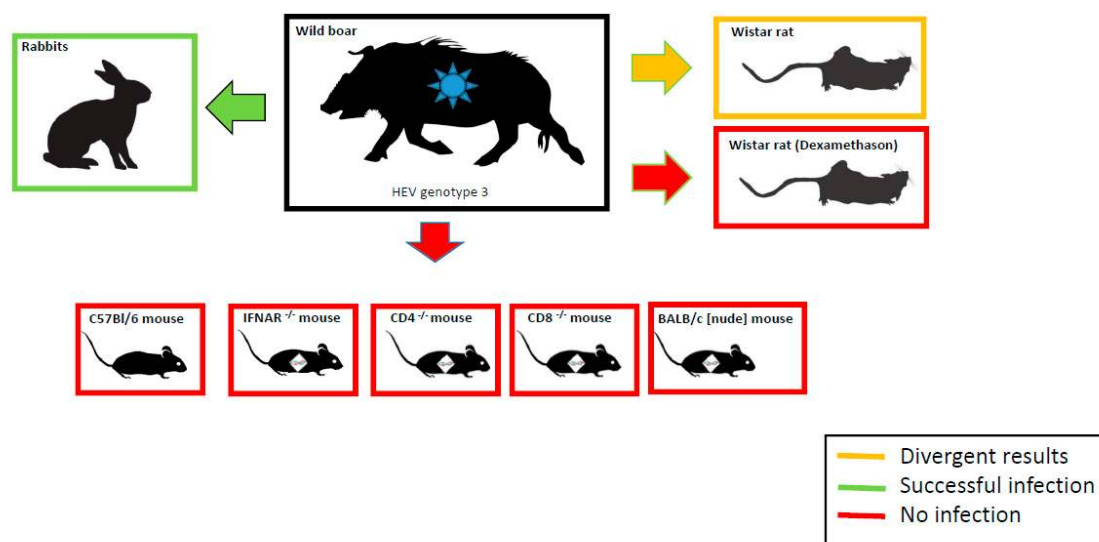 Rabbits
Wild boar
HEV genotype 3
Wistar rat
Wistar rat (Dexamethason)
C57Bl/6 mouse
IFNAR -/- mouse
CD4 -/- mouse
CD8 -/- mouse
BALB/c [nude] mouse
Divergent results
Successful infection
No infection